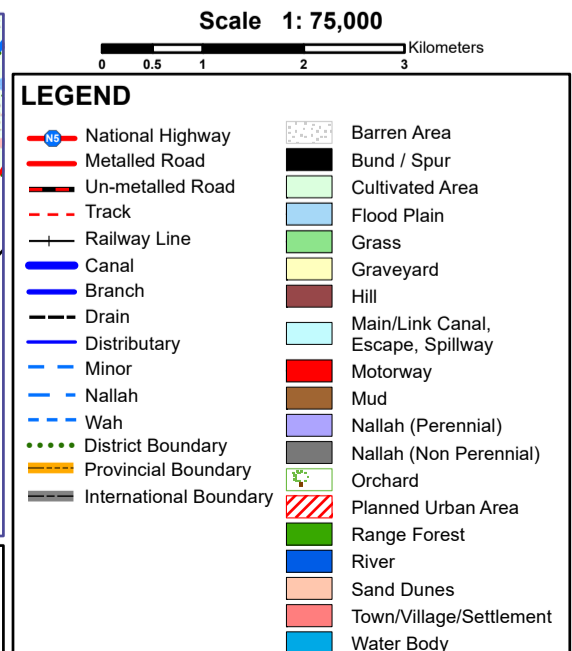 Scale 1: 75,000
Kilometers
0 0.5 1 2 3
LEGEND
N5 National Highway
Metalled Road
Un-metalled Road
Track
Railway Line
Canal
Branch
Drain
Distributary
Minor
Nallah
Wah
District Boundary
Provincial Boundary
International Boundary
Barren Area
Bund / Spur
Cultivated Area
Flood Plain
Grass
Graveyard
Hill
Main/Link Canal,
Escape, Spillway
Motorway
Mud
Nallah (Perennial)
Nallah (Non Perennial)
Orchard
Planned Urban Area
Range Forest
River
Sand Dunes
Town/Village/Settlement
Water Body